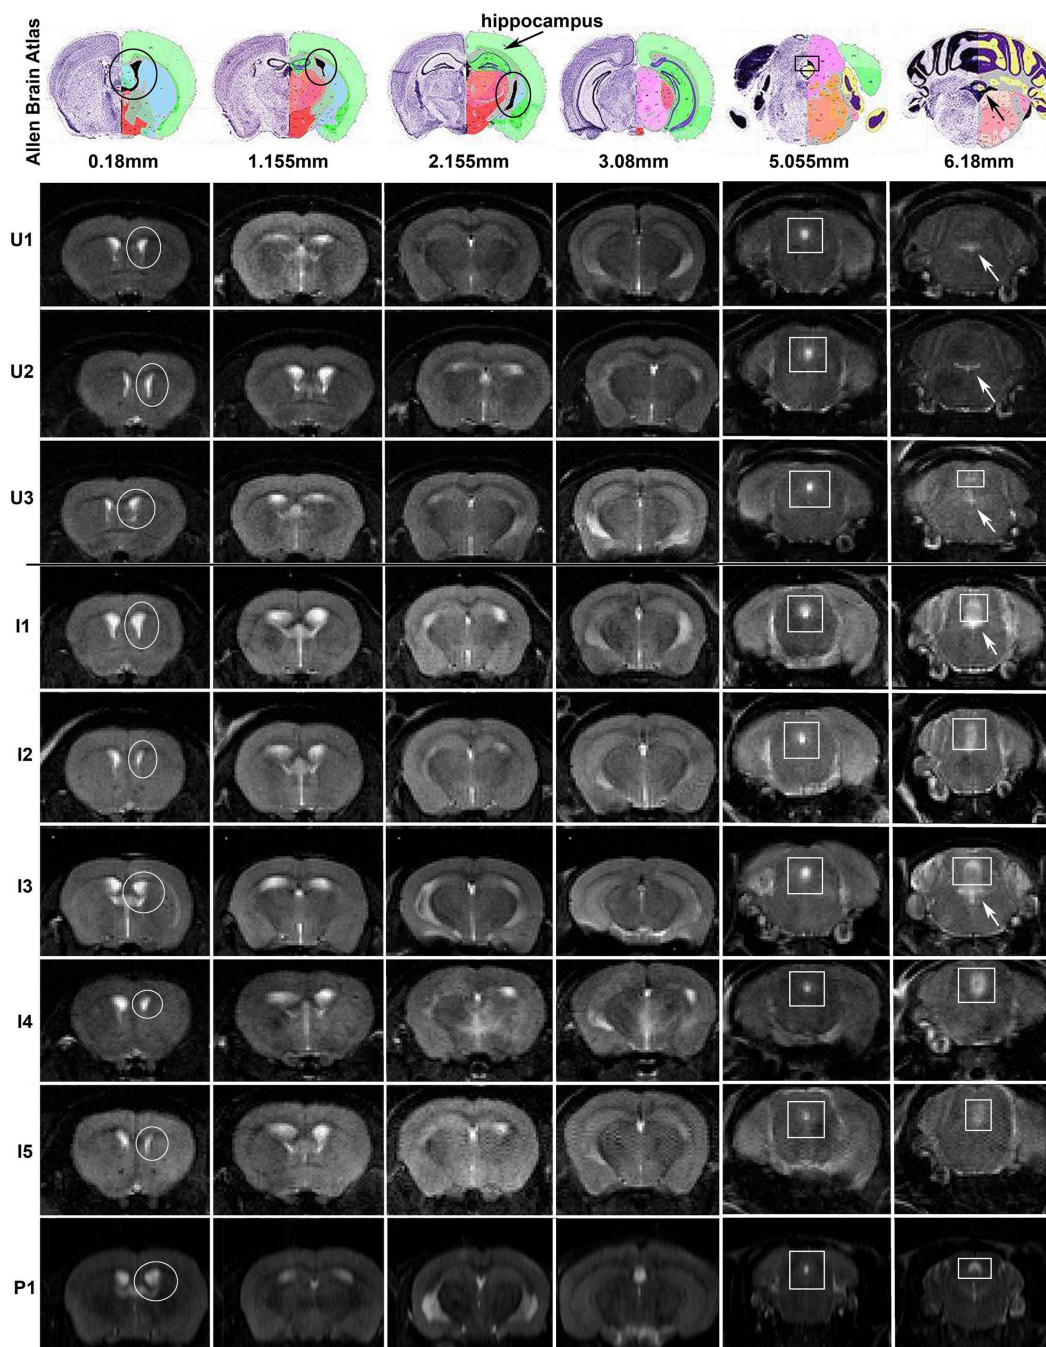 hippocampus
Allen Brain Atlas
0.18mm 1.155mm 2.155mm 3.08mm 5.055mm 6.18mm
U1
U2
U3
I1
I2
I3
I4
I5
P1